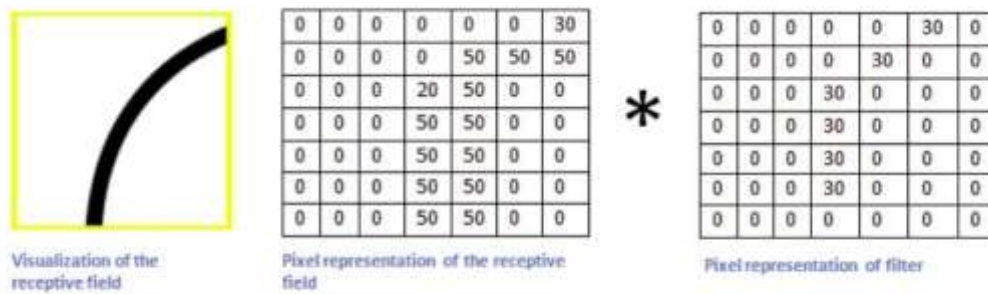 0 0 0 0 0 0 30
0 0 0 0 50 50 50
0 0 0 20 50 0 0
0 0 0 50 50 0 0
0 0 0 50 50 0 0
0 0 0 50 50 0 0
0 0 0 50 50 0 0
*
0 0 0 0 0 30 0
0 0 0 0 30 0 0
0 0 0 30 0 0 0
0 0 0 30 0 0 0
0 0 0 30 0 0 0
0 0 0 30 0 0 0
0 0 0 0 0 0 0
Visualization of the
receptive field
Pixel representation of the receptive
field
Pixel representation of filter